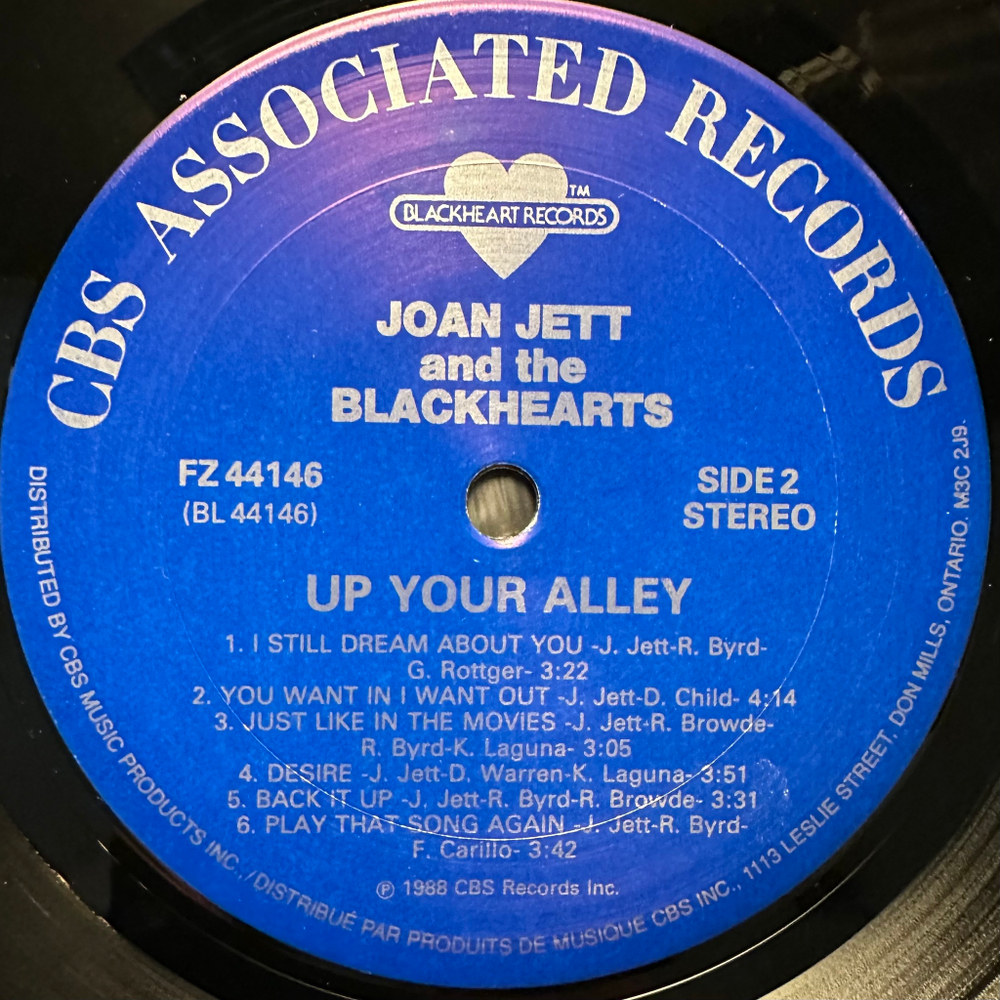 CBS ASSOCIATED RECORDS
BLACKHEART RECORDS TM
JOAN JETT
and the
BLACKHEARTS
FZ 44146
(BL 44146)
SIDE 2
STEREO
UP YOUR ALLEY
1. I STILL DREAM ABOUT YOU -J. Jett-R. Byrd-
G. Rottger- 3:22
2. YOU WANT IN I WANT OUT -J. Jett-D. Child- 4:14
3. JUST LIKE IN THE MOVIES -J. Jett-R. Browde-
R. Byrd-K. Laguna- 3:05
4. DESIRE -J. Jett-D. Warren-K. Laguna- 3:51
5. BACK IT UP -J. Jett-R. Byrd-R. Browde- 3:31
6. PLAY THAT SONG AGAIN -J. Jett-R. Byrd-
F. Carillo- 3:42
℗ 1988 CBS Records Inc.
DISTRIBUTED BY CBS MUSIC PRODUCTS INC., / DISTRIBUÉ PAR PRODUITS DE MUSIQUE CBS INC., 1113 LESLIE STREET, DON MILLS, ONTARIO. M3C 2J9.